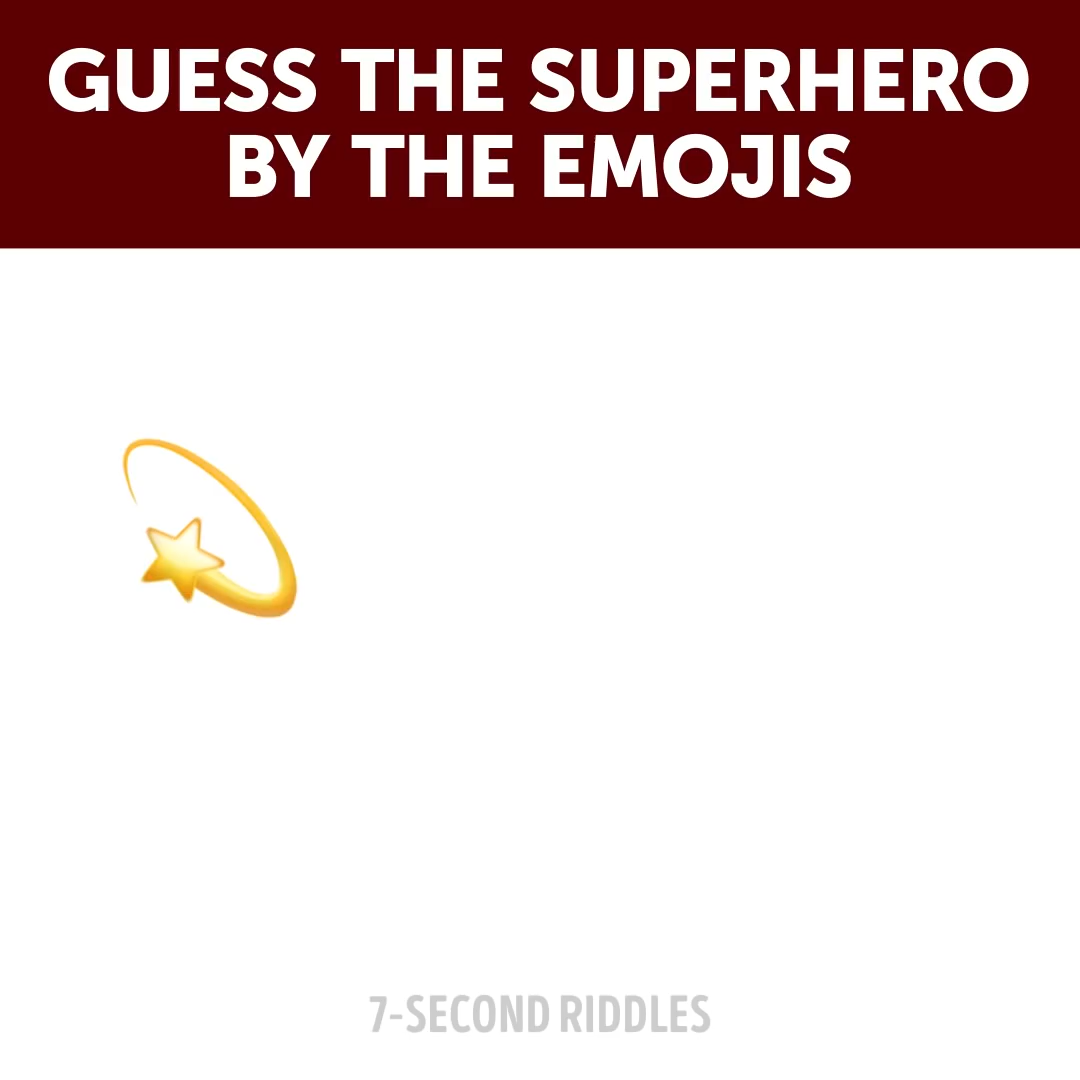 GUESS THE SUPERHERO
BY THE EMOJIS
7-SECOND RIDDLES